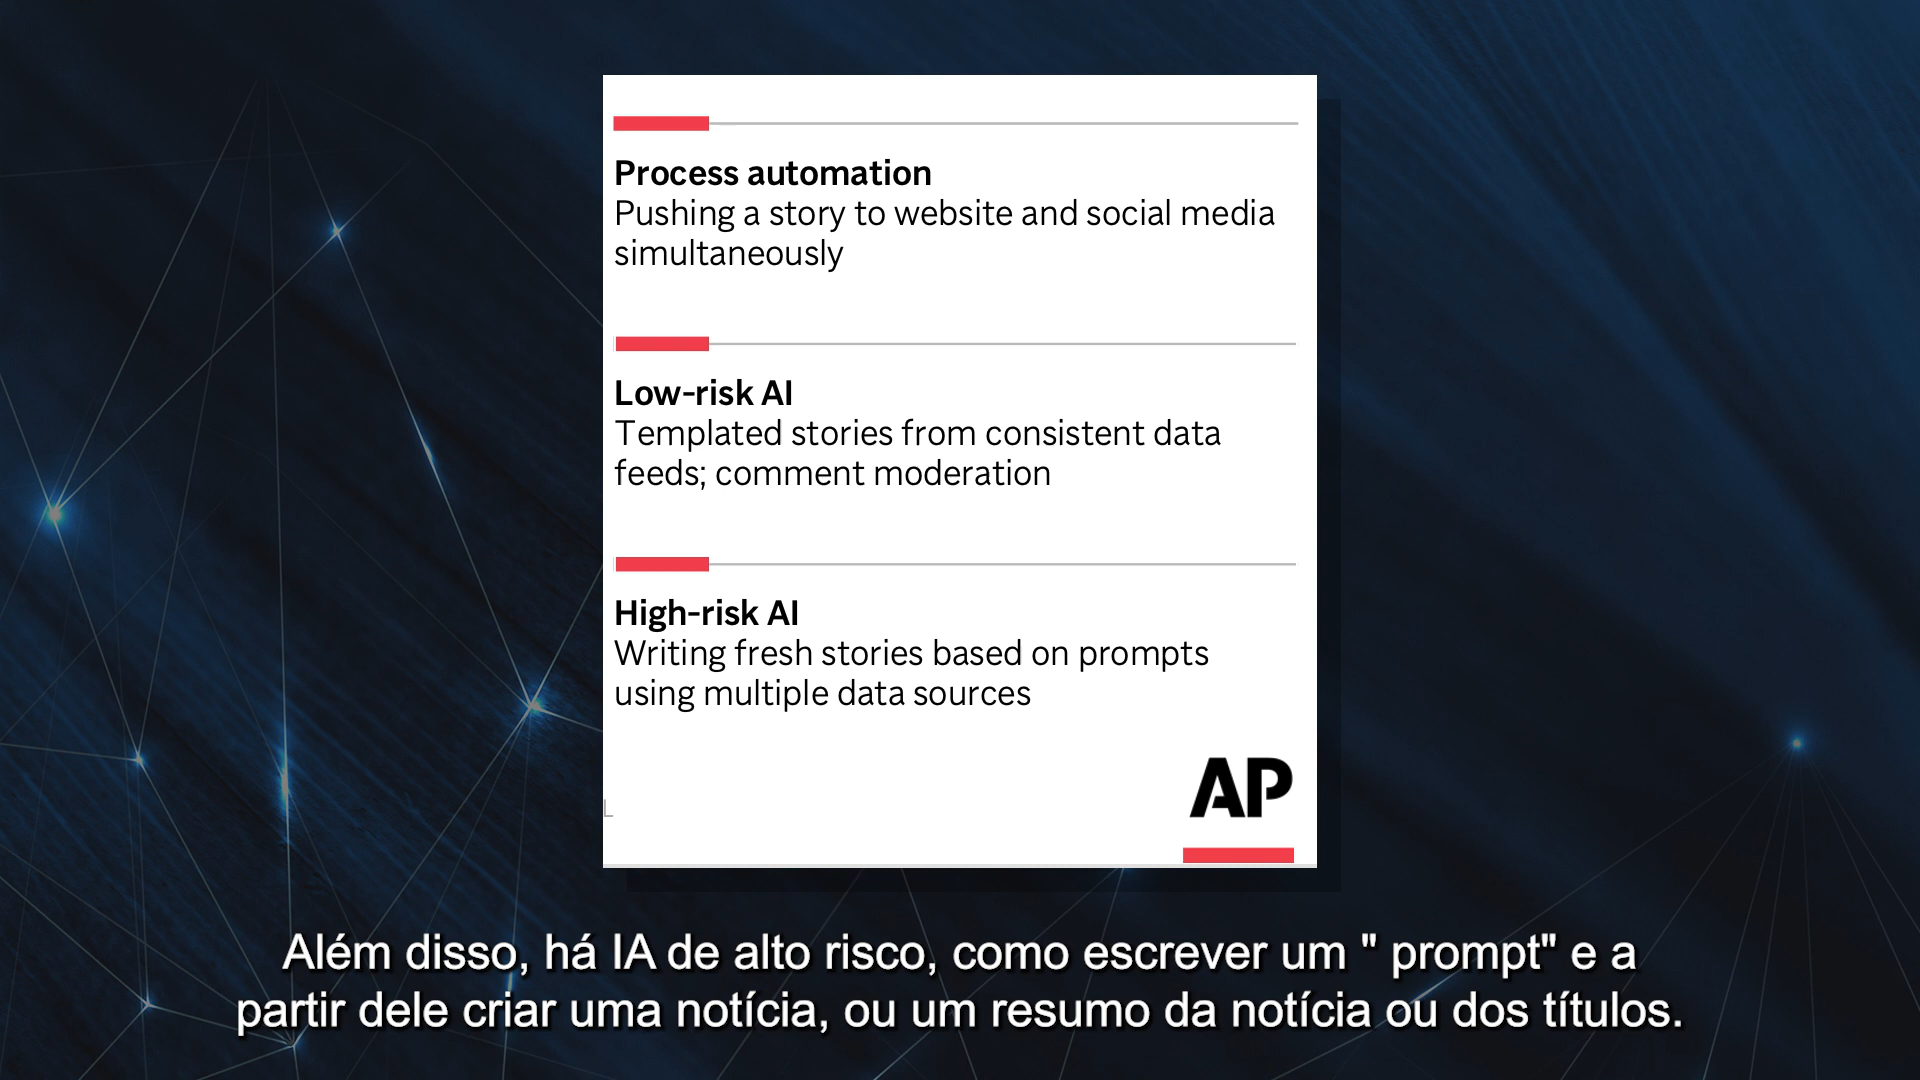 Process automation
Pushing a story to website and social media
simultaneously
Low-risk AI
Templated stories from consistent data
feeds; comment moderation
High-risk AI
Writing fresh stories based on prompts
using multiple data sources
AP
Além disso, há IA de alto risco, como escrever um " prompt" e a
partir dele criar uma notícia, ou um resumo da notícia ou dos títulos.